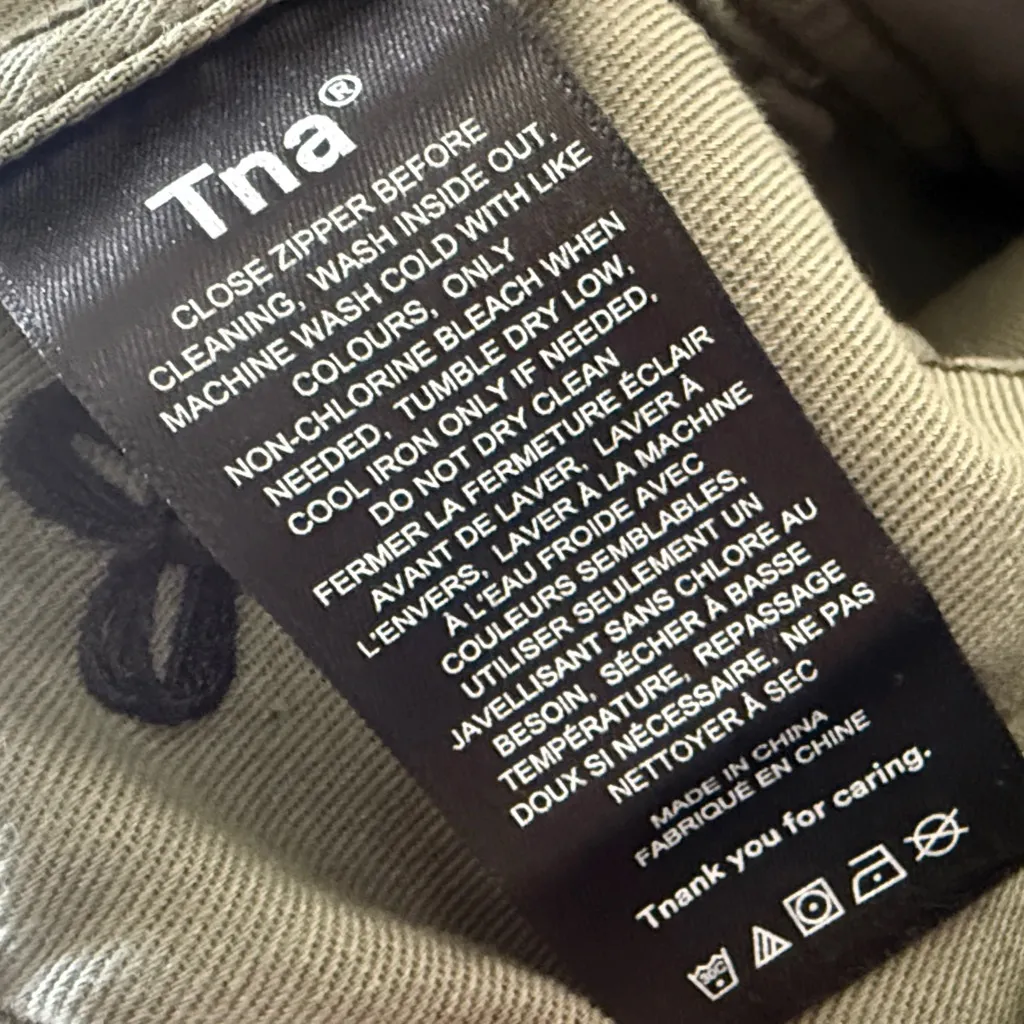 Tna®
CLOSE ZIPPER BEFORE
CLEANING, WASH INSIDE OUT,
MACHINE WASH COLD WITH LIKE
COLOURS, ONLY
NON-CHLORINE BLEACH WHEN
NEEDED, TUMBLE DRY LOW,
COOL IRON ONLY IF NEEDED,
DO NOT DRY CLEAN
FERMER LA FERMETURE ÉCLAIR
AVANT DE LAVER, LAVER À
L'ENVERS, LAVER À LA MACHINE
À L'EAU FROIDE AVEC
COULEURS SEMBLABLES,
UTILISER SEULEMENT UN
JAVELLISANT SANS CHLORE AU
BESOIN, SÉCHER À BASSE
TEMPÉRATURE, REPASSAGE
DOUX SI NÉCESSAIRE, NE PAS
NETTOYER À SEC
MADE IN CHINA
FABRIQUÉ EN CHINE
Tnank you for caring.
30C